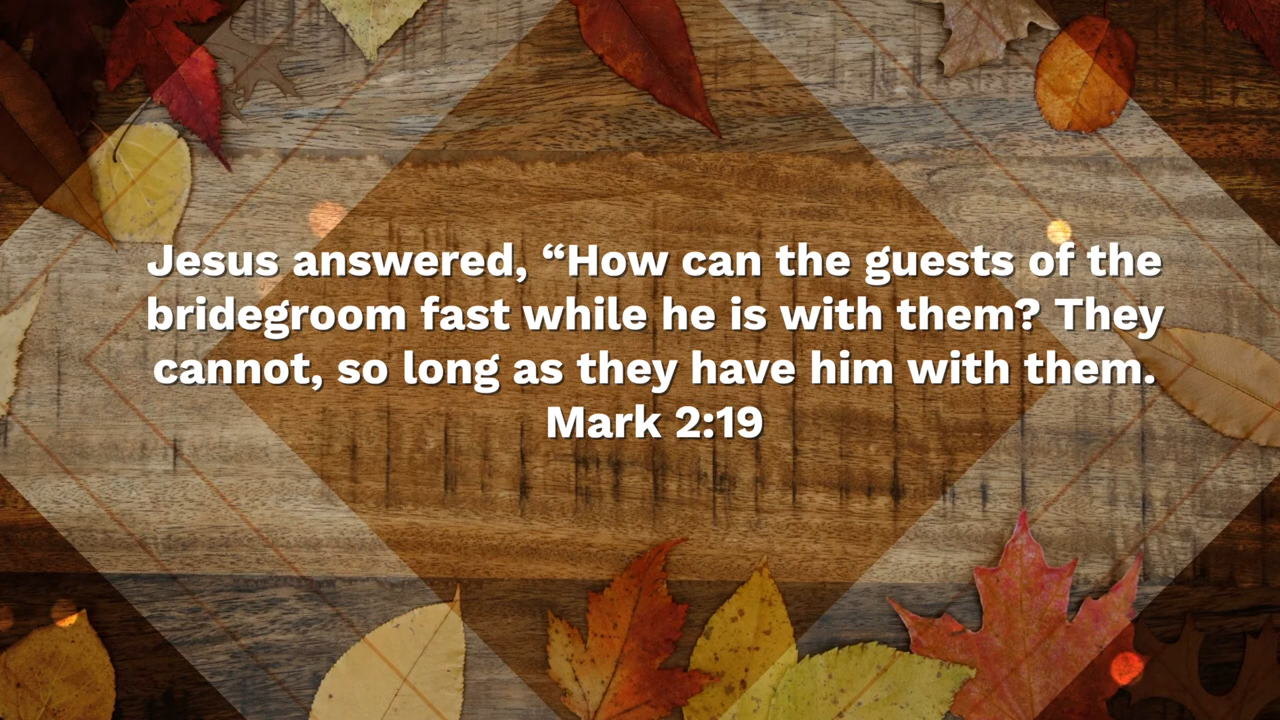 Jesus answered, “How can the guests of the
bridegroom fast while he is with them? They
cannot, so long as they have him with them.
Mark 2:19